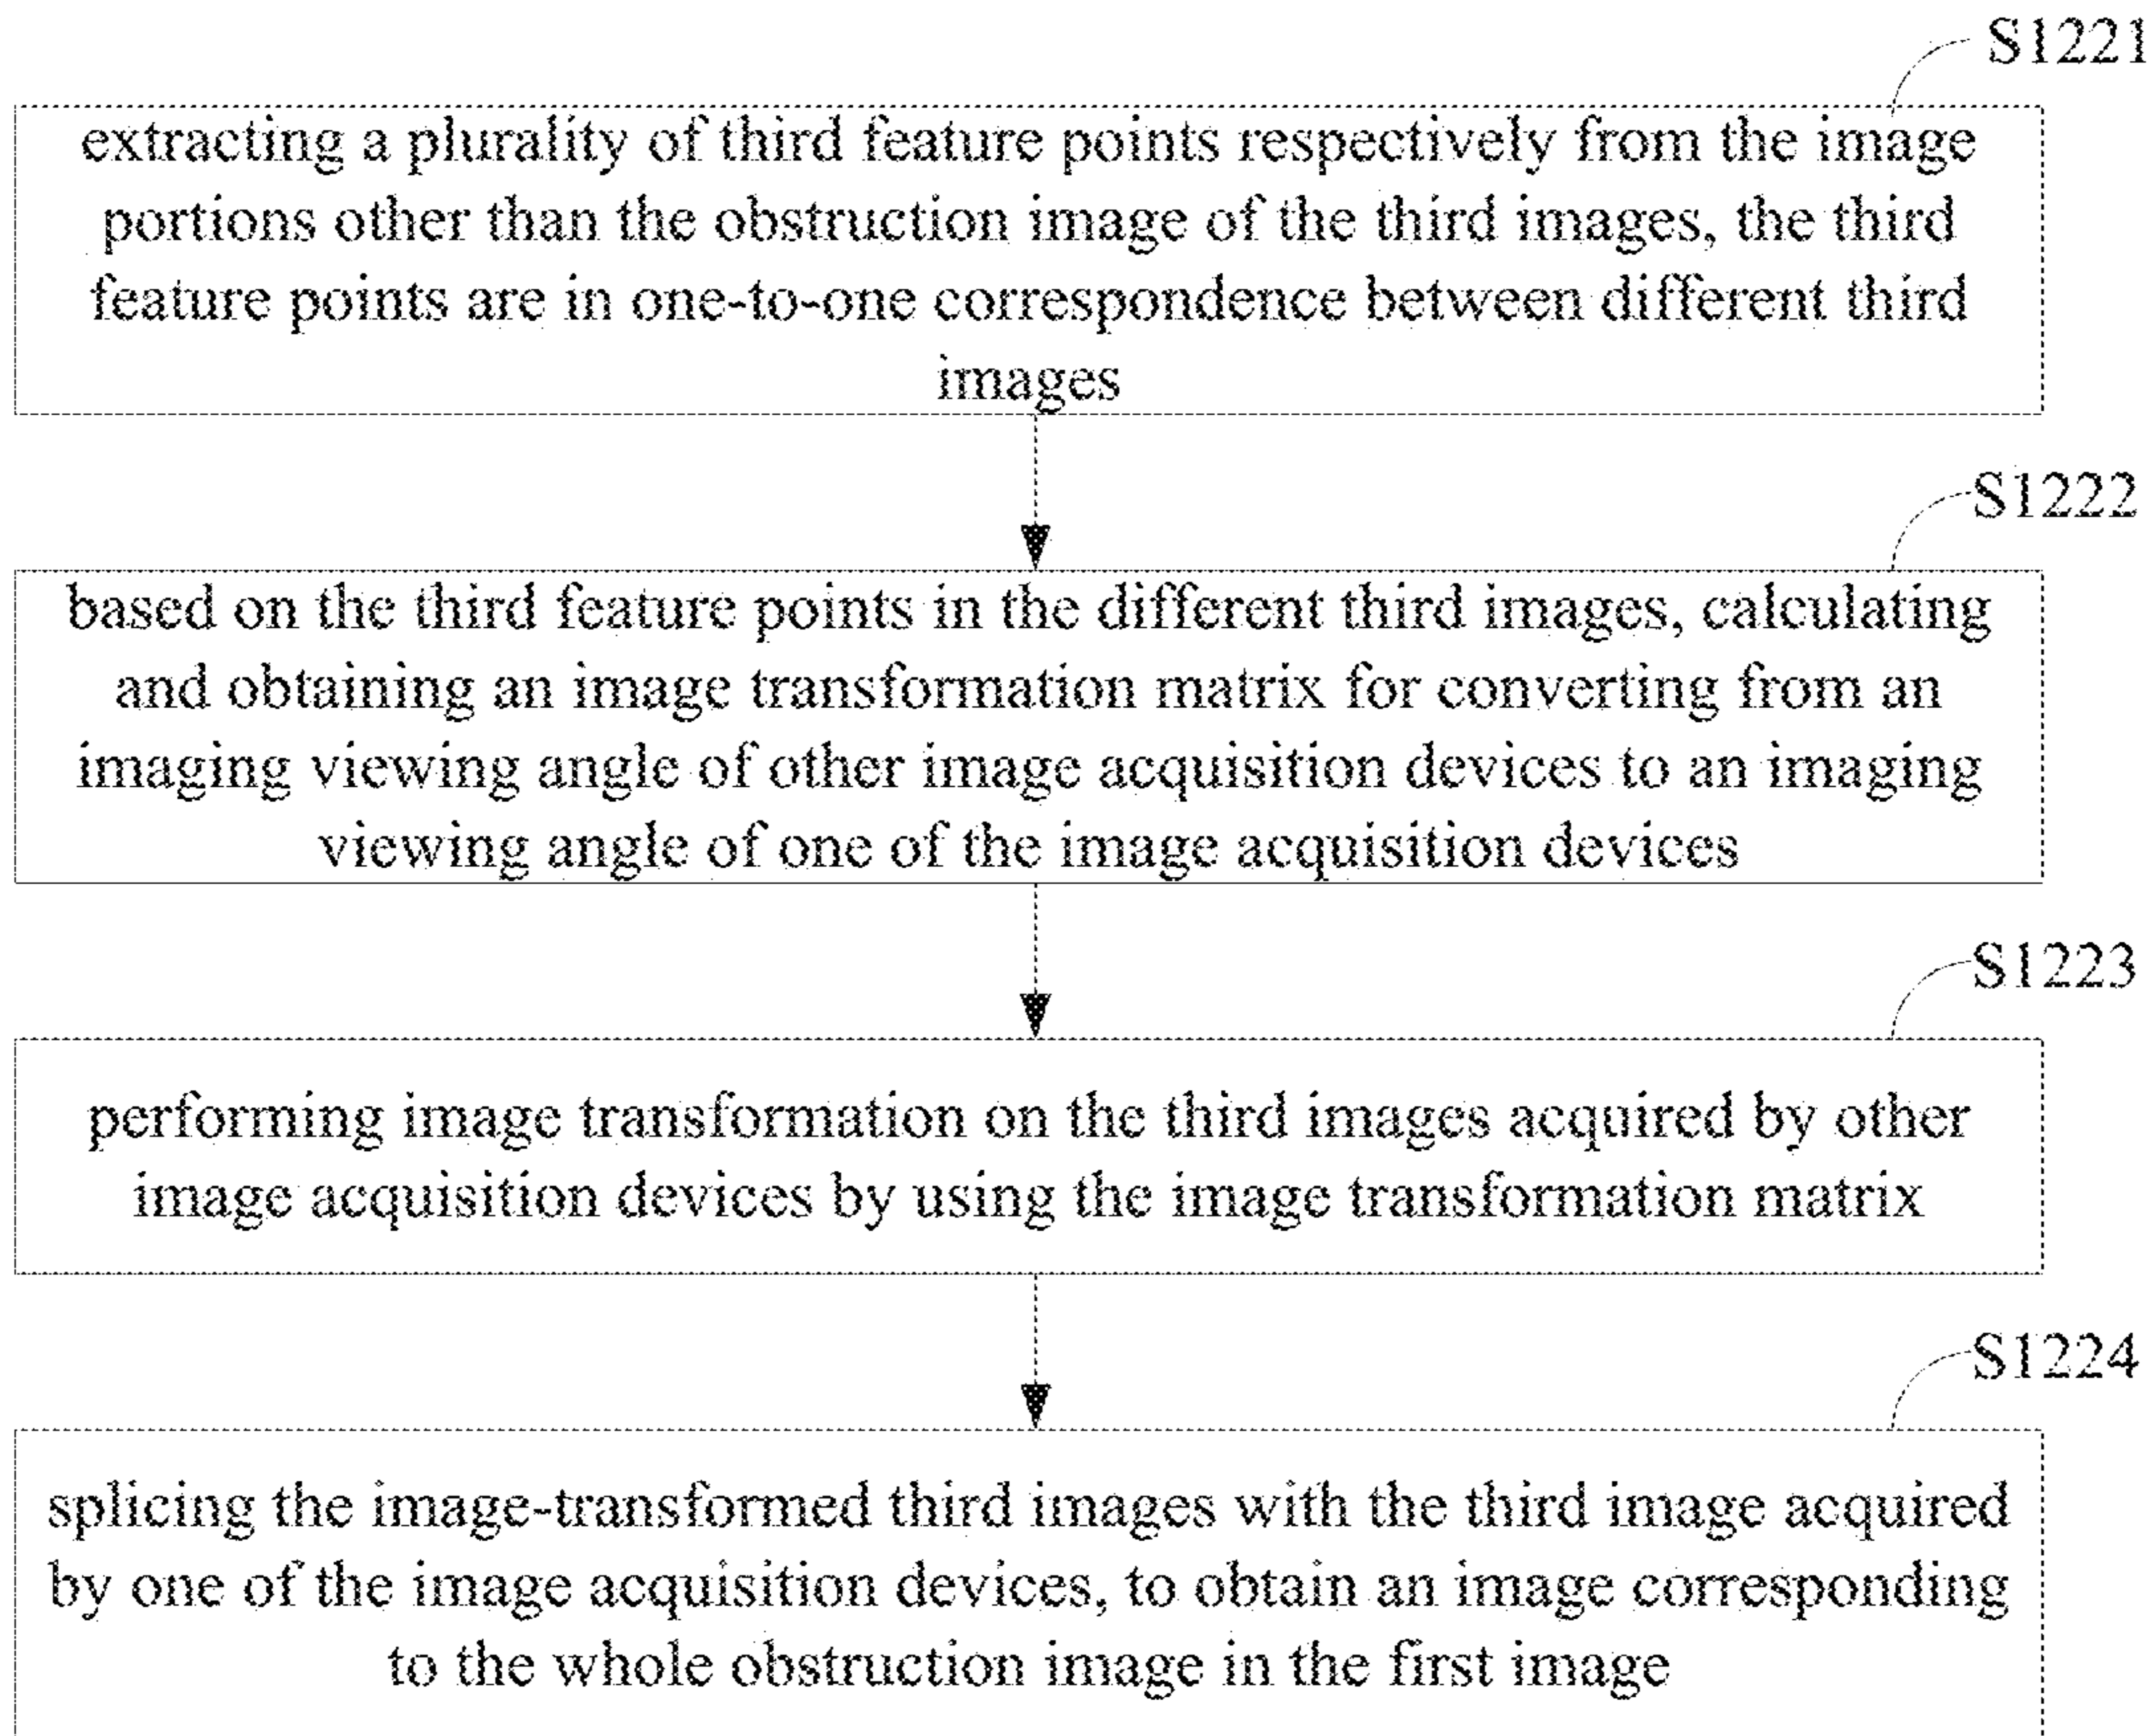 S1221
extracting a plurality of third feature points respectively from the image
portions other than the obstruction image of the third images, the third
feature points are in one-to-one correspondence between different third
images
S1222
based on the third feature points in the different third images, calculating
and obtaining an image transformation matrix for converting from an
imaging viewing angle of other image acquisition devices to an imaging
viewing angle of one of the image acquisition devices
S1223
performing image transformation on the third images acquired by other
image acquisition devices by using the image transformation matrix
S1224
splicing the image-transformed third images with the third image acquired
by one of the image acquisition devices, to obtain an image corresponding
to the whole obstruction image in the first image